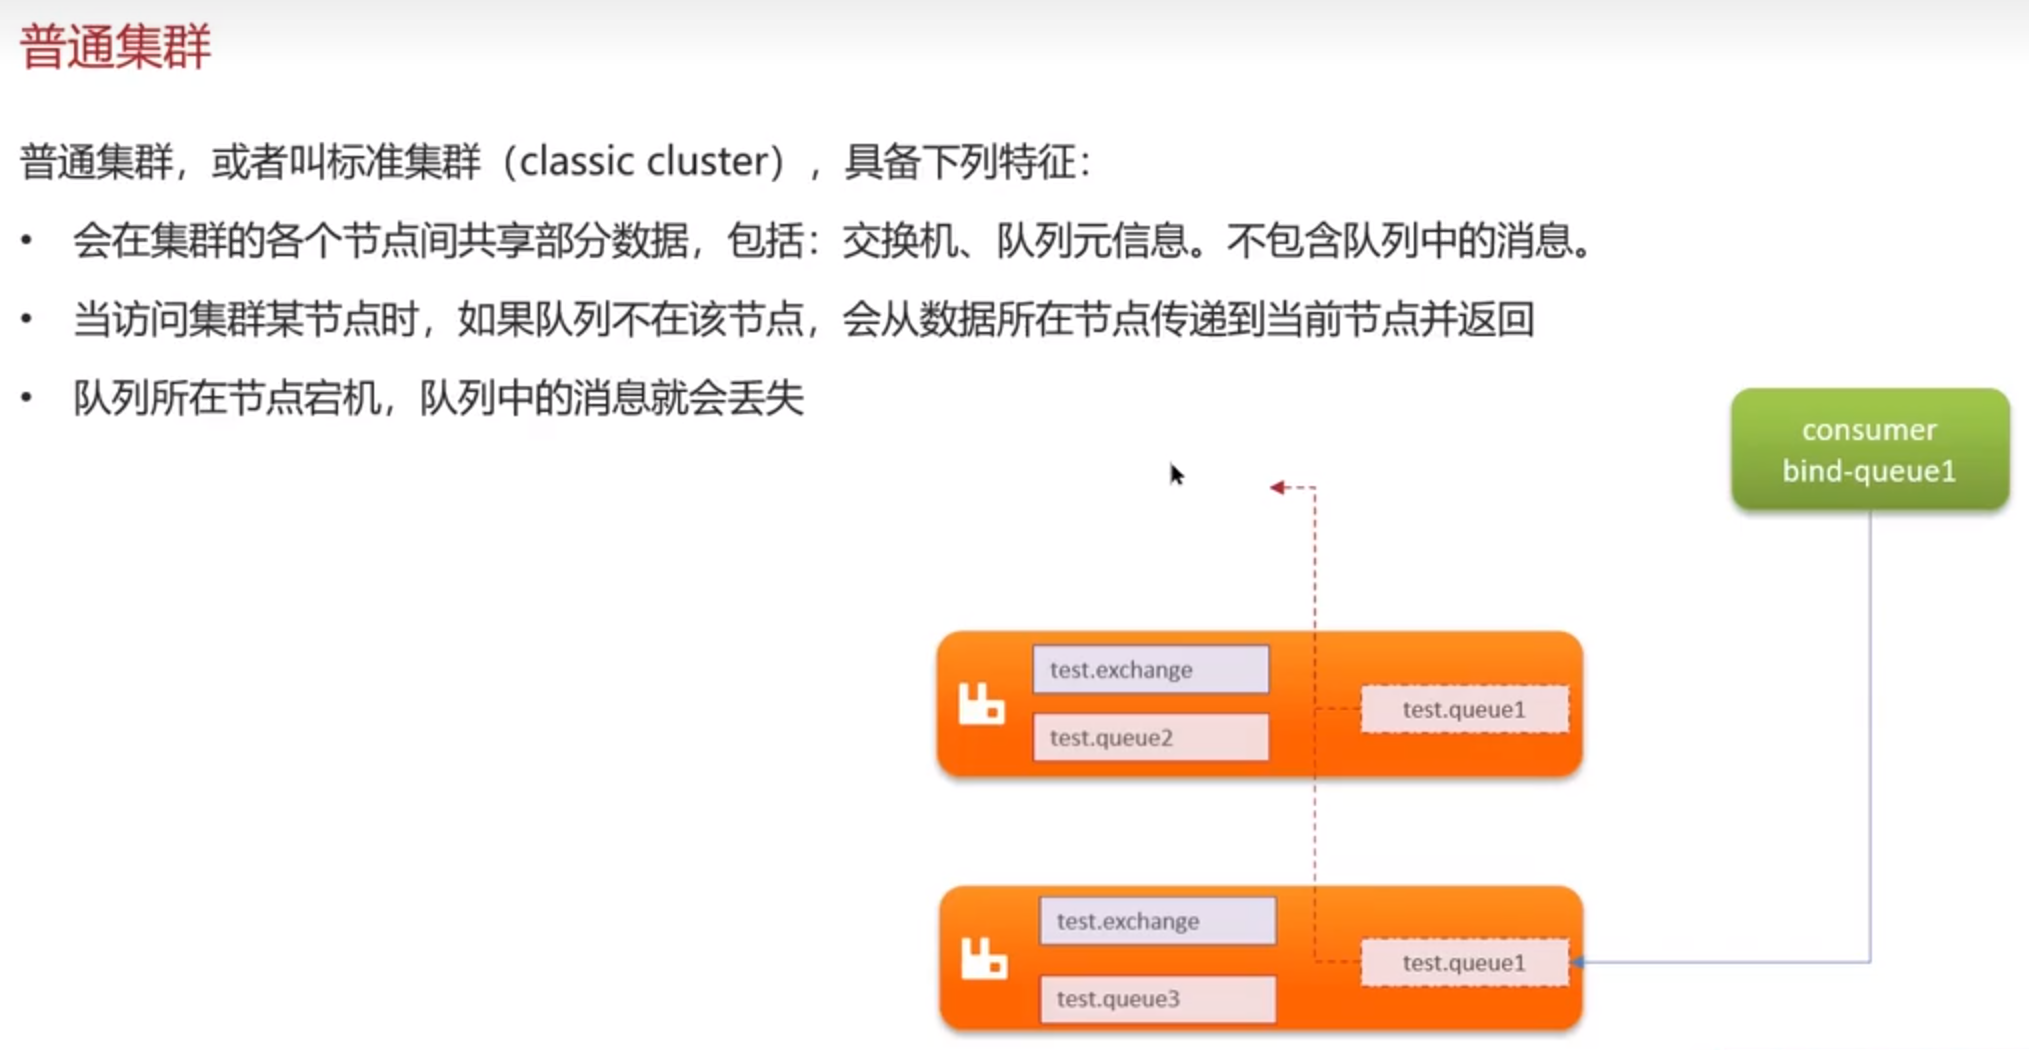 普通集群
普通集群，或者叫标准集群（classic cluster），具备下列特征：
• 会在集群的各个节点间共享部分数据，包括：交换机、队列元信息。不包含队列中的消息。
• 当访问集群某节点时，如果队列不在该节点，会从数据所在节点传递到当前节点并返回
• 队列所在节点宕机，队列中的消息就会丢失
consumer
bind-queue1
test.exchange
test.queue1
test.queue2
test.exchange
test.queue1
test.queue3